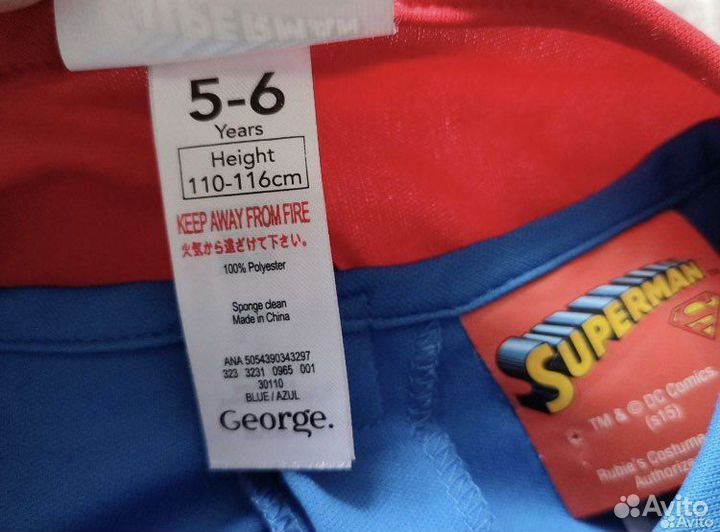 SUPERMAN
5-6
Years
Height
110-116cm
KEEP AWAY FROM FIRE
火気から遠ざけて下さい。
100% Polyester
Sponge clean
Made in China
ANA 5054390343297
323 3231 0965 001
30110
BLUE / AZUL
George.
SUPERMAN
TM & © DC Comics.
(s15)
Rubie's Costume
Authoriz
Avito
Avito